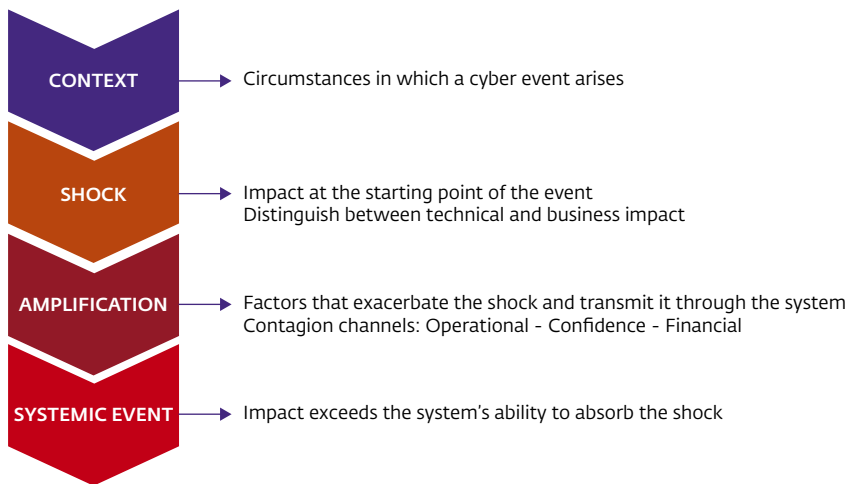 CONTEXT
Circumstances in which a cyber event arises
SHOCK
Impact at the starting point of the event
Distinguish between technical and business impact
AMPLIFICATION
Factors that exacerbate the shock and transmit it through the system
Contagion channels: Operational - Confidence - Financial
SYSTEMIC EVENT
Impact exceeds the system's ability to absorb the shock